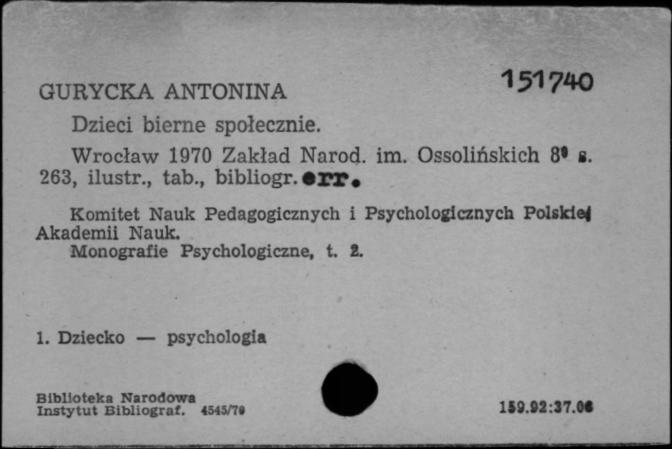 151740
GURYCKA ANTONINA
Dzieci bierne społecznie.
Wrocław 1970 Zakład Narod. im. Ossolińskich 8° s.
263, ilustr., tab., bibliogr. err.
Komitet Nauk Pedagogicznych i Psychologicznych Polskiej
Akademii Nauk.
Monografie Psychologiczne, t. 2.
1. Dziecko — psychologia
Biblioteka Narodowa
Instytut Bibliograf. 4545/70
159.92:37.06